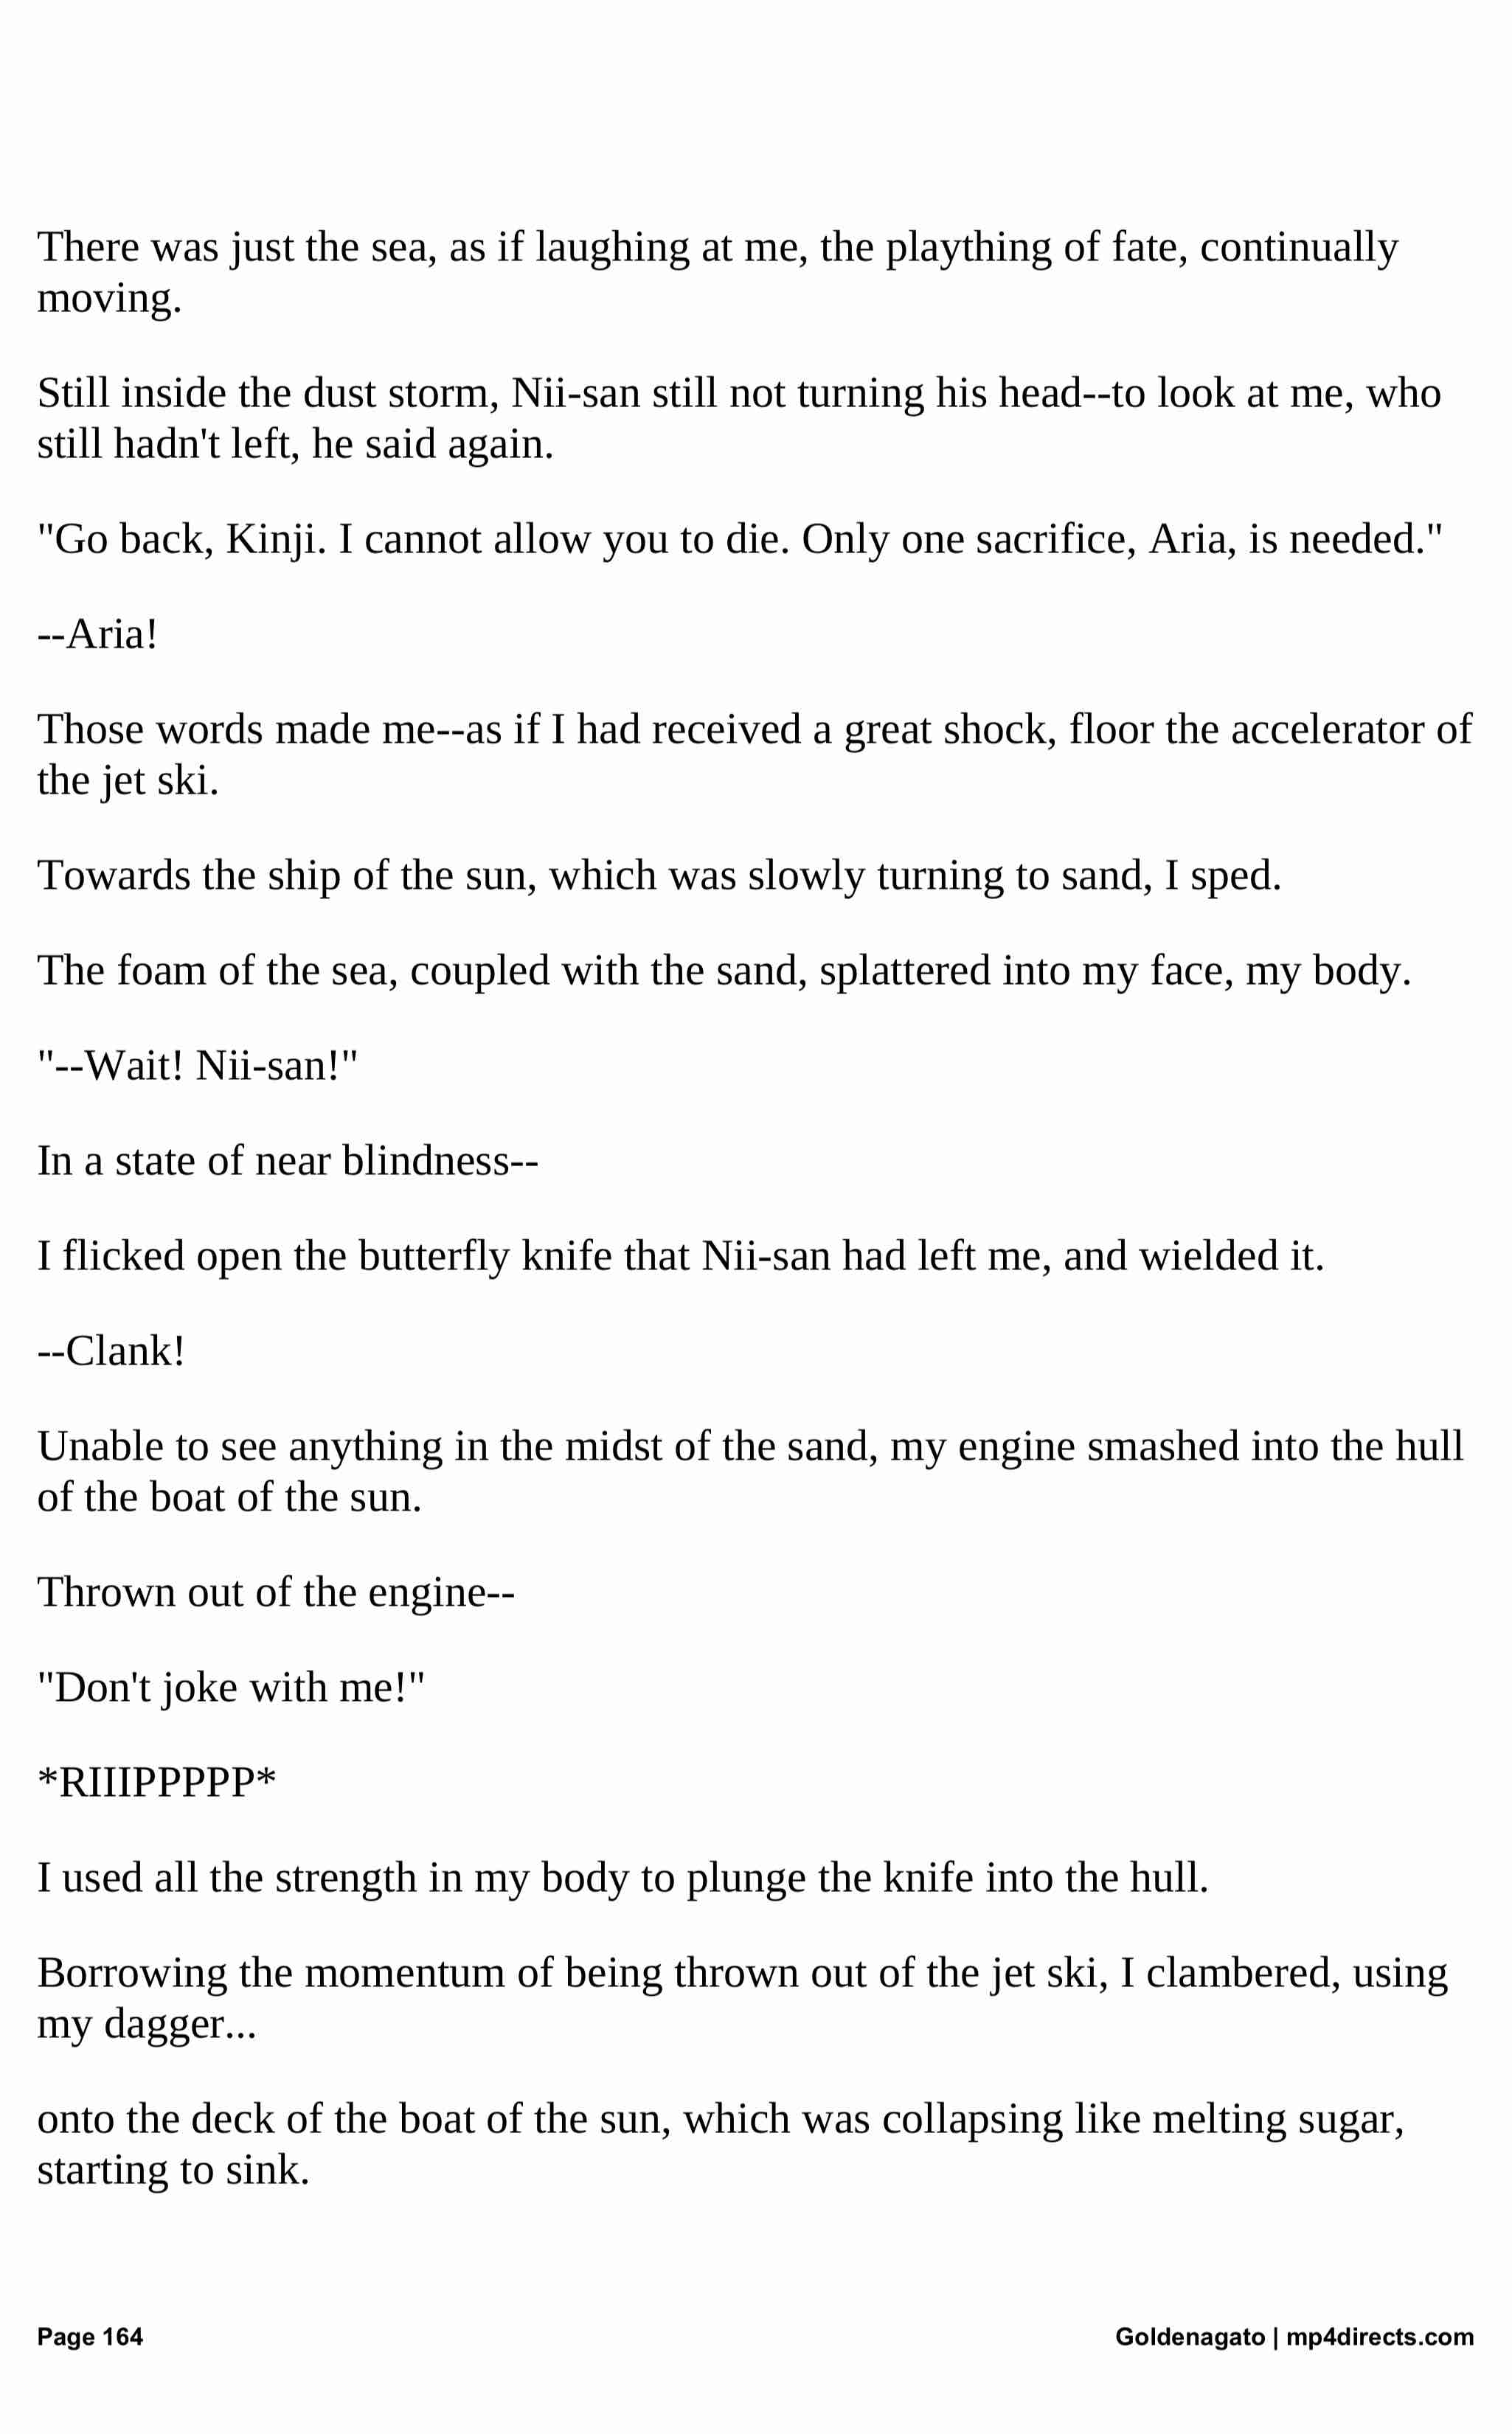 There was just the sea, as if laughing at me, the plaything of fate, continually
moving.
Still inside the dust storm, Nii-san still not turning his head--to look at me, who
still hadn't left, he said again.
"Go back, Kinji. I cannot allow you to die. Only one sacrifice, Aria, is needed."
--Aria!
Those words made me--as if I had received a great shock, floor the accelerator of
the jet ski.
Towards the ship of the sun, which was slowly turning to sand, I sped.
The foam of the sea, coupled with the sand, splattered into my face, my body.
"--Wait! Nii-san!"
In a state of near blindness--
I flicked open the butterfly knife that Nii-san had left me, and wielded it.
--Clank!
Unable to see anything in the midst of the sand, my engine smashed into the hull
of the boat of the sun.
Thrown out of the engine--
"Don't joke with me!"
*RIIIPPPPP*
I used all the strength in my body to plunge the knife into the hull.
Borrowing the momentum of being thrown out of the jet ski, I clambered, using
my dagger...
onto the deck of the boat of the sun, which was collapsing like melting sugar,
starting to sink.
Page 164
Goldenagato | mp4directs.com